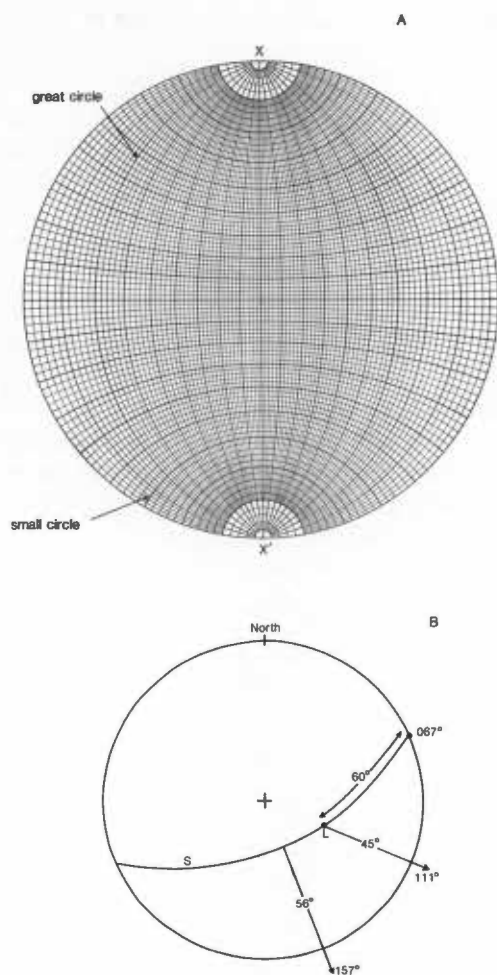 A
X
great circle
small circle
X'
B
North
067°
60°
L
45°
111°
S
56°
157°